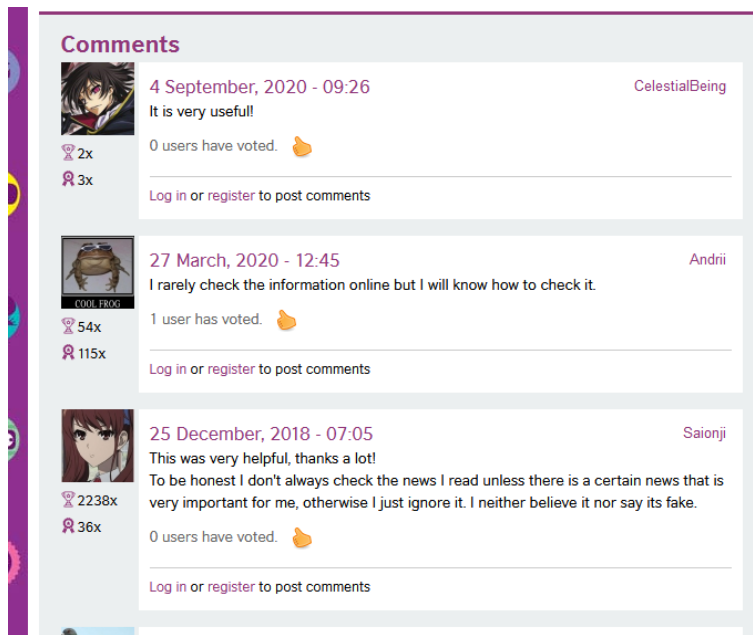 Comments
4 September, 2020 - 09:26
CelestialBeing
It is very useful!
0 users have voted.
2x
3x
Log in or register to post comments
27 March, 2020 - 12:45
Andrii
I rarely check the information online but I will know how to check it.
COOL FROG
1 user has voted.
54x
115x
Log in or register to post comments
25 December, 2018 - 07:05
Saionji
This was very helpful, thanks a lot!
To be honest I don't always check the news I read unless there is a certain news that is
very important for me, otherwise I just ignore it. I neither believe it nor say its fake.
2238x
36x
0 users have voted.
Log in or register to post comments